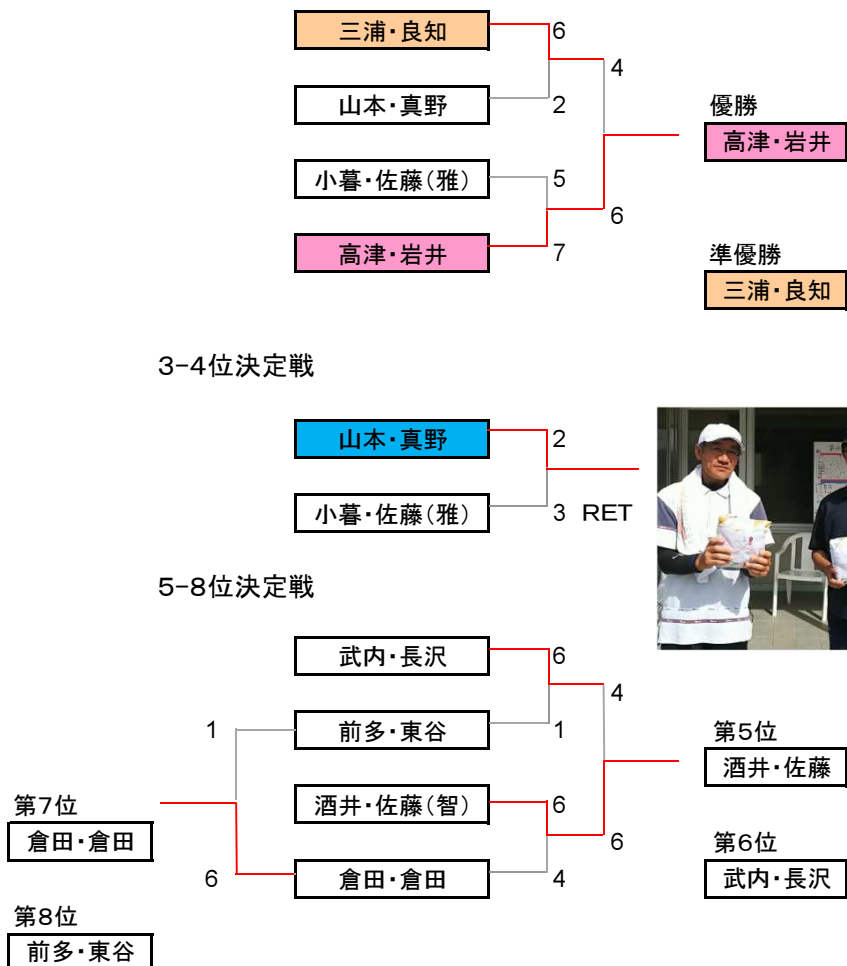 三浦・良知
6
4
山本・真野
2
優勝
高津・岩井
小暮・佐藤(雅)
5
6
高津・岩井
7
準優勝
三浦・良知
3-4位決定戦
山本・真野
2
小暮・佐藤(雅)
3 RET
5-8位決定戦
武内・長沢
6
4
1
前多・東谷
1
第5位
酒井・佐藤
第7位
倉田・倉田
酒井・佐藤(智)
6
6
第6位
武内・長沢
6
倉田・倉田
4
第8位
前多・東谷